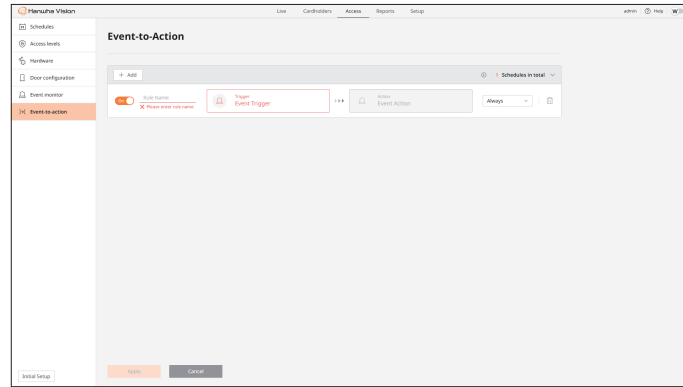 Hanwha Vision
Live Cardholders Access Reports Setup
admin Help W
Schedules
Access levels
Hardware
Door configuration
Event monitor
Event-to-action
Event-to-Action
+ Add
1 Schedules in total
On
Rule Name
Please enter rule name
Trigger
Event Trigger
Action
Event Action
Always
Apply Cancel
Initial Setup